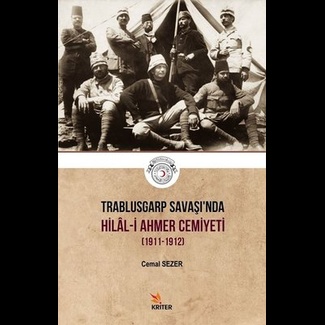 TRABLUSGARP SAVAŞI'NDA
HİLÂL-İ AHMER CEMİYETİ
(1911-1912)
Cemal SEZER
KRİTER